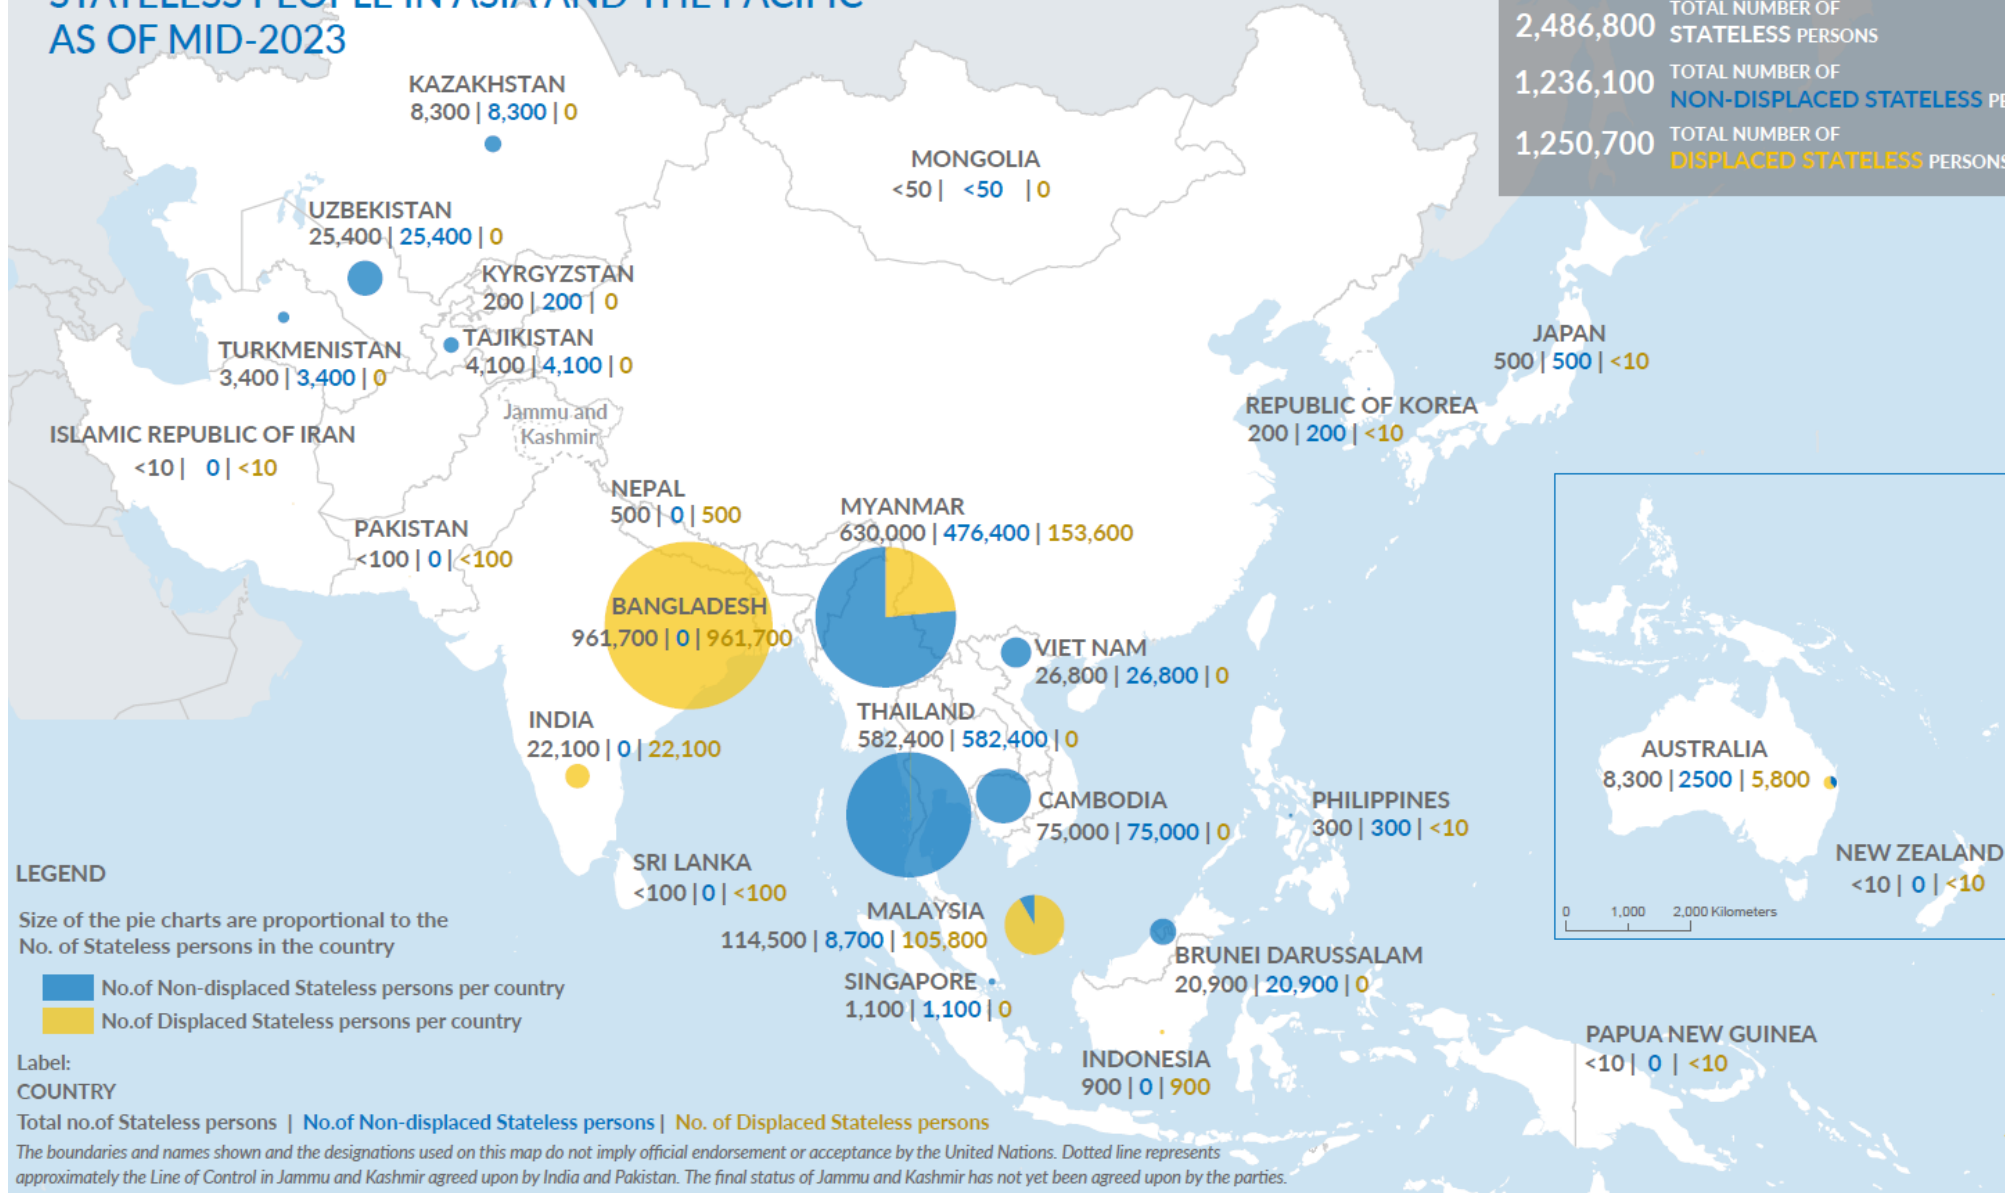 STATELESS PEOPLE IN ASIA AND THE PACIFIC
AS OF MID-2023
2,486,800 TOTAL NUMBER OF
STATELESS PERSONS
1,236,100 TOTAL NUMBER OF
NON-DISPLACED STATELESS PE
1,250,700 TOTAL NUMBER OF
DISPLACED STATELESS PERSONS
KAZAKHSTAN
8,300 | 8,300 | 0
MONGOLIA
<50 | <50 | 0
UZBEKISTAN
25,400 | 25,400 | 0
KYRGYZSTAN
200 | 200 | 0
TAJIKISTAN
4,100 | 4,100 | 0
TURKMENISTAN
3,400 | 3,400 | 0
JAPAN
500 | 500 | <10
Jammu and
Kashmir
REPUBLIC OF KOREA
200 | 200 | <10
ISLAMIC REPUBLIC OF IRAN
<10 | 0 | <10
NEPAL
500 | 0 | 500
MYANMAR
630,000 | 476,400 | 153,600
PAKISTAN
<100 | 0 | <100
BANGLADESH
961,700 | 0 | 961,700
VIET NAM
26,800 | 26,800 | 0
INDIA
22,100 | 0 | 22,100
THAILAND
582,400 | 582,400 | 0
CAMBODIA
75,000 | 75,000 | 0
PHILIPPINES
300 | 300 | <10
AUSTRALIA
8,300 | 2500 | 5,800
NEW ZEALAND
<10 | 0 | <10
0 1,000 2,000 Kilometers
SRI LANKA
<100 | 0 | <100
MALAYSIA
114,500 | 8,700 | 105,800
BRUNEI DARUSSALAM
20,900 | 20,900 | 0
SINGAPORE
1,100 | 1,100 | 0
INDONESIA
900 | 0 | 900
PAPUA NEW GUINEA
<10 | 0 | <10
LEGEND
Size of the pie charts are proportional to the
No. of Stateless persons in the country
No.of Non-displaced Stateless persons per country
No.of Displaced Stateless persons per country
Label:
COUNTRY
Total no.of Stateless persons | No.of Non-displaced Stateless persons | No. of Displaced Stateless persons
The boundaries and names shown and the designations used on this map do not imply official endorsement or acceptance by the United Nations. Dotted line represents
approximately the Line of Control in Jammu and Kashmir agreed upon by India and Pakistan. The final status of Jammu and Kashmir has not yet been agreed upon by the parties.